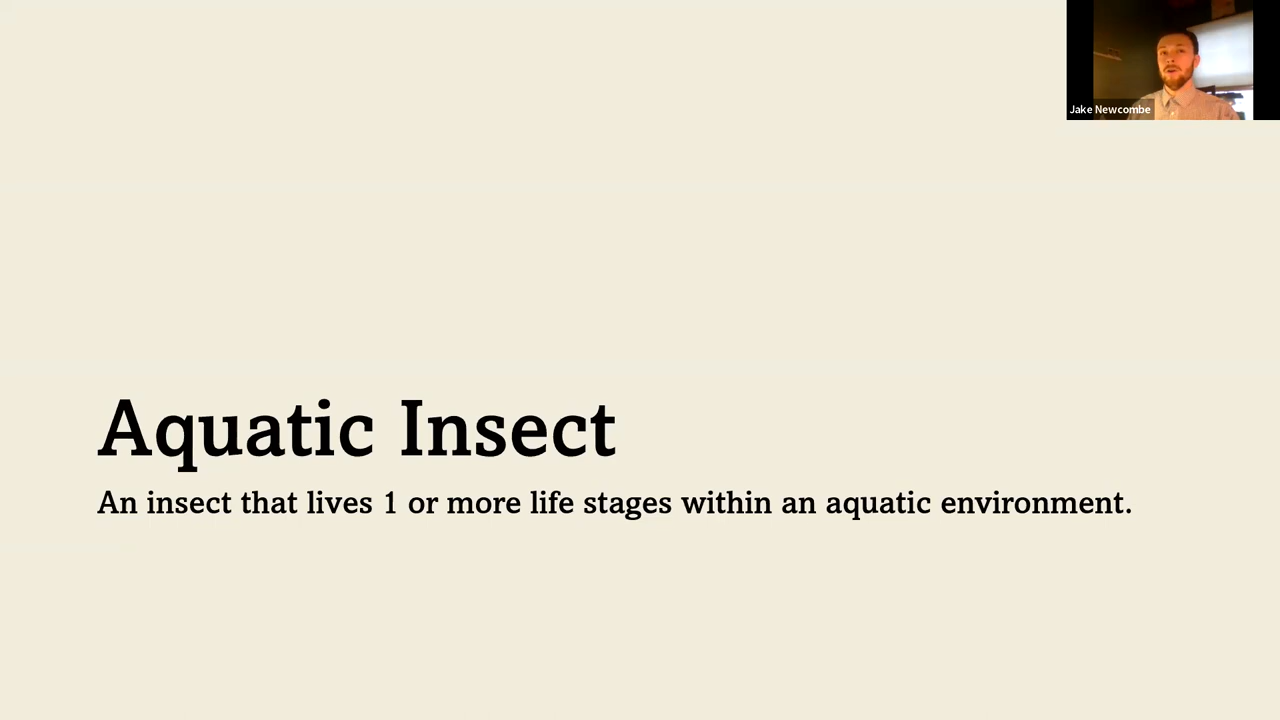 Jake Newcombe
Aquatic Insect
An insect that lives 1 or more life stages within an aquatic environment.